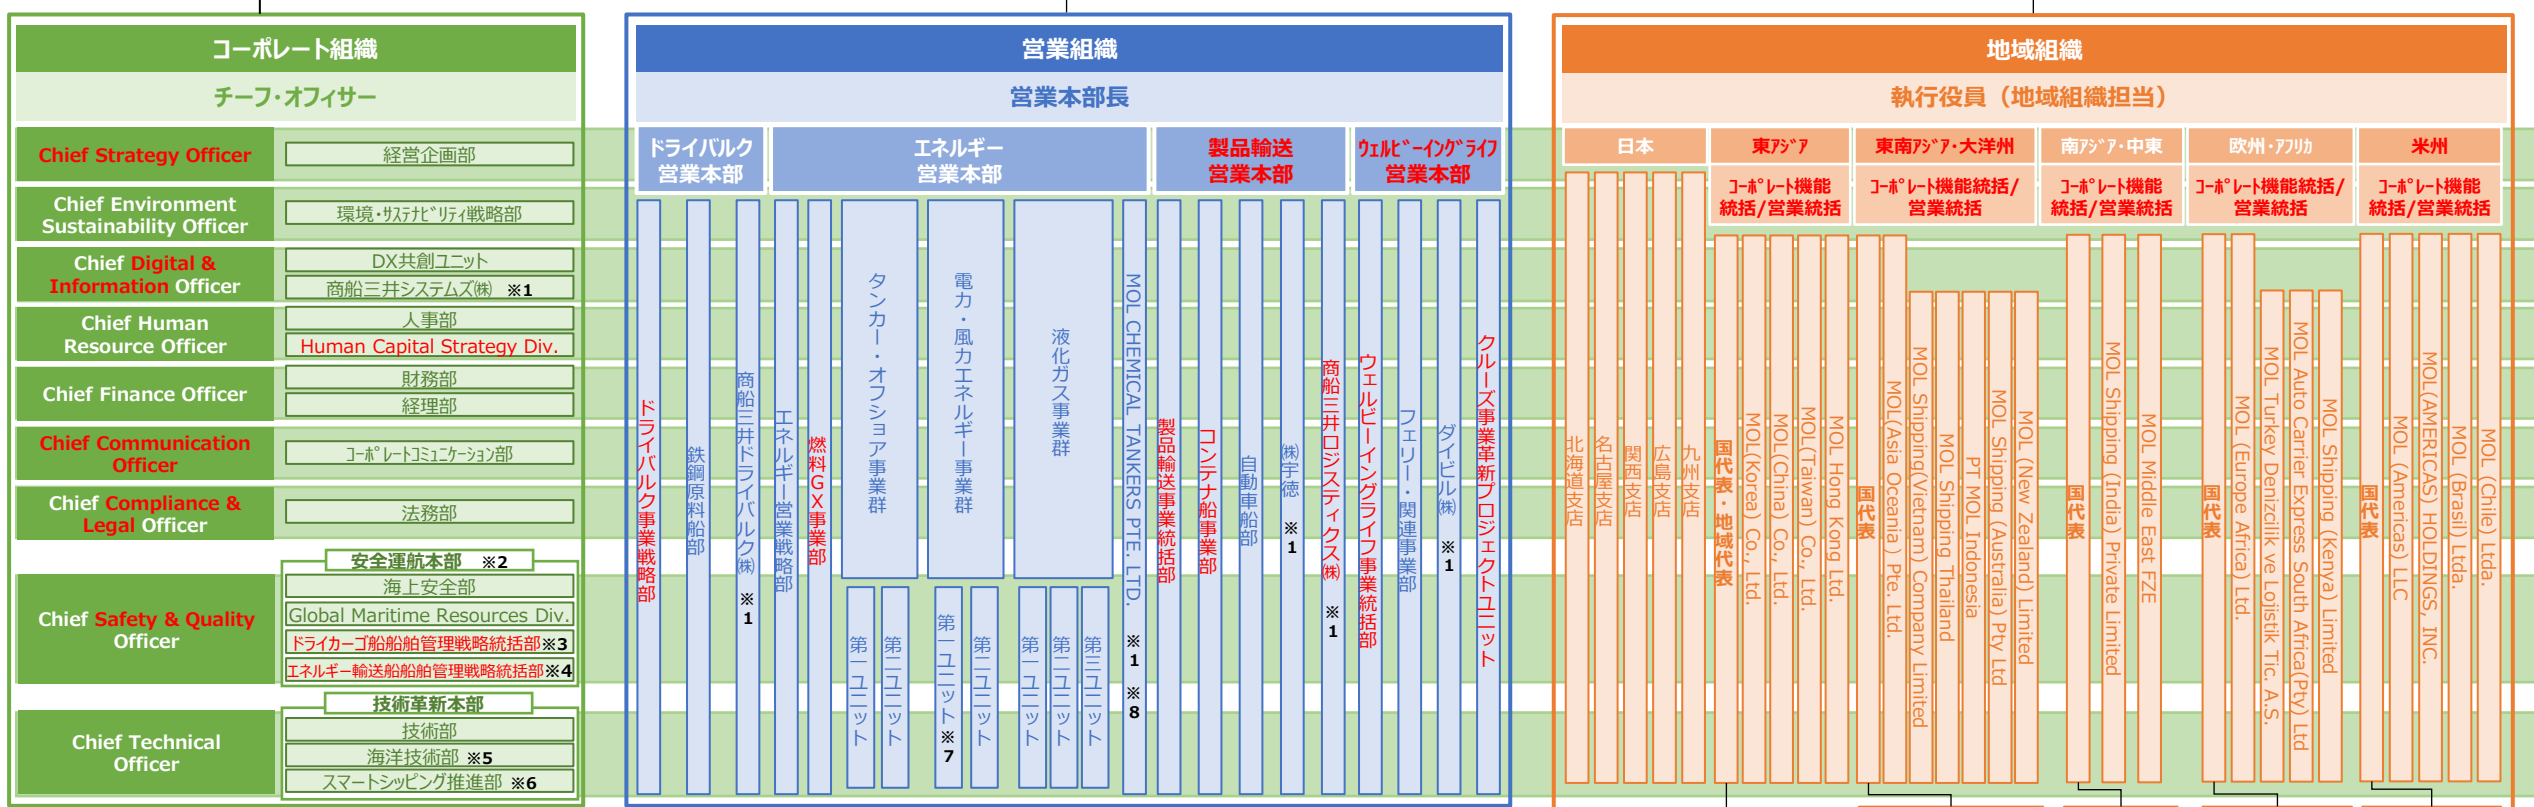 コーポレート組織
チーフ・オフィサー
Chief Strategy Officer
経営企画部
Chief Environment
Sustainability Officer
環境・ｻｽﾃﾅﾋﾞﾘﾃｨ戦略部
Chief Digital &
Information Officer
DX共創ユニット
商船三井システムズ㈱ ※1
Chief Human
Resource Officer
人事部
Human Capital Strategy Div.
Chief Finance Officer
財務部
経理部
Chief Communication
Officer
ｺｰﾎﾟﾚｰﾄｺﾐｭﾆｹｰｼｮﾝ部
Chief Compliance &
Legal Officer
法務部
Chief Safety & Quality
Officer
安全運航本部 ※2
海上安全部
Global Maritime Resources Div.
ドライカーゴ船船舶管理戦略統括部※3
エネルギー輸送船船舶管理戦略統括部※4
Chief Technical
Officer
技術革新本部
技術部
海洋技術部 ※5
スマートシッピング推進部 ※6
営業組織
営業本部長
ドライバルク
営業本部
ドライバルク事業戦略部
鉄鋼原料船部
商船三井ドライバルク㈱ ※1
エネルギー
営業本部
エネルギー営業戦略部
燃料GX事業部
タンカー・オフショア事業群
第一ユニット
第二ユニット
電力・風力エネルギー事業群
第一ユニット※7
第二ユニット
液化ガス事業群
第一ユニット
第二ユニット
第三ユニット
MOL CHEMICAL TANKERS PTE. LTD. ※1 ※8
製品輸送
営業本部
製品輸送事業統括部
コンテナ船事業部
自動車船部
㈱宇徳 ※1
商船三井ロジスティクス㈱ ※1
ｳｪﾙﾋﾞｰｲﾝｸﾞﾗｲﾌ
営業本部
ウェルビーイングライフ事業統括部
フェリー・関連事業部
ダイビル㈱ ※1
クルーズ事業革新プロジェクトユニット
地域組織
執行役員（地域組織担当）
日本
北海道支店
名古屋支店
関西支店
広島支店
九州支店
東ｱｼﾞｱ
ｺｰﾎﾟﾚｰﾄ機能
統括/営業統括
国代表・地域代表
MOL(Korea) Co., Ltd.
MOL(China) Co., Ltd.
MOL(Taiwan) Co., Ltd.
MOL Hong Kong Ltd.
東南ｱｼﾞｱ・大洋州
ｺｰﾎﾟﾚｰﾄ機能統括/
営業統括
国代表
MOL(Asia Oceania) Pte. Ltd.
MOL Shipping(Vietnam) Company Limited
MOL Shipping Thailand
PT MOL Indonesia
MOL Shipping (Australia) Pty Ltd
MOL (New Zealand) Limited
南ｱｼﾞｱ・中東
ｺｰﾎﾟﾚｰﾄ機能
統括/営業統括
国代表
MOL Shipping (India) Private Limited
MOL Middle East FZE
欧州・ｱﾌﾘｶ
ｺｰﾎﾟﾚｰﾄ機能統括/
営業統括
国代表
MOL (Europe Africa) Ltd.
MOL Turkey Denizcilik ve Lojistik Tic. A.S.
MOL Auto Carrier Express South Africa(Pty) Ltd
MOL Shipping (Kenya) Limited
米州
ｺｰﾎﾟﾚｰﾄ機能
統括/営業統括
国代表
MOL (Americas) LLC
MOL(AMERICAS) HOLDINGS, INC.
MOL (Brasil) Ltda.
MOL (Chile) Ltda.